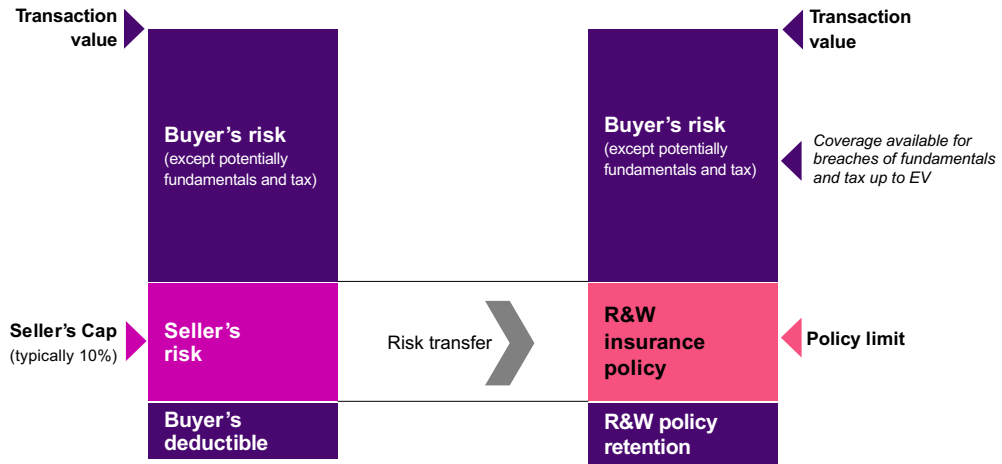 Transaction
value
Buyer’s risk
(except potentially
fundamentals and tax)
Seller’s Cap
(typically 10%)
Seller’s
risk
Buyer’s
deductible
Risk transfer
Transaction
value
Buyer’s risk
(except potentially
fundamentals and tax)
Coverage available for
breaches of fundamentals
and tax up to EV
R&W
insurance
policy
Policy limit
R&W policy
retention